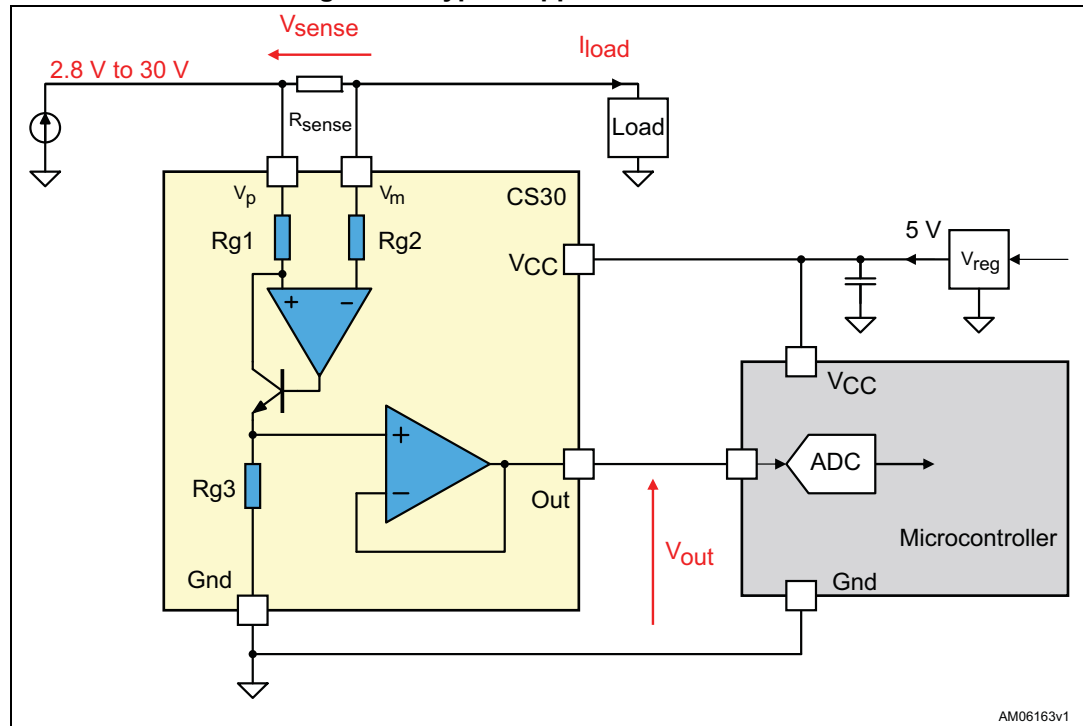 Vsense
Iload
2.8 V to 30 V
Rsense
Load
Vp
Vm
CS30
Rg1
Rg2
VCC
5 V
Vreg
+
−
VCC
+
−
ADC
Rg3
Out
Vout
Microcontroller
Gnd
Gnd
AM06163v1